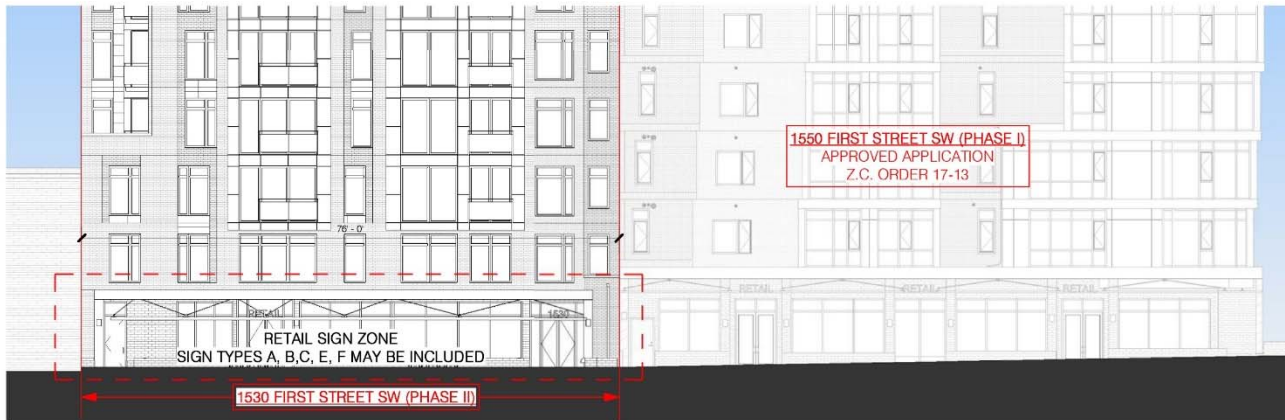 1550 FIRST STREET SW (PHASE I)
APPROVED APPLICATION
Z.C. ORDER 17-13
76' - 0"
RETAIL
1530
RETAIL SIGN ZONE
SIGN TYPES A, B,C, E, F MAY BE INCLUDED
RETAIL
RETAIL
RETAIL
1530 FIRST STREET SW (PHASE II)